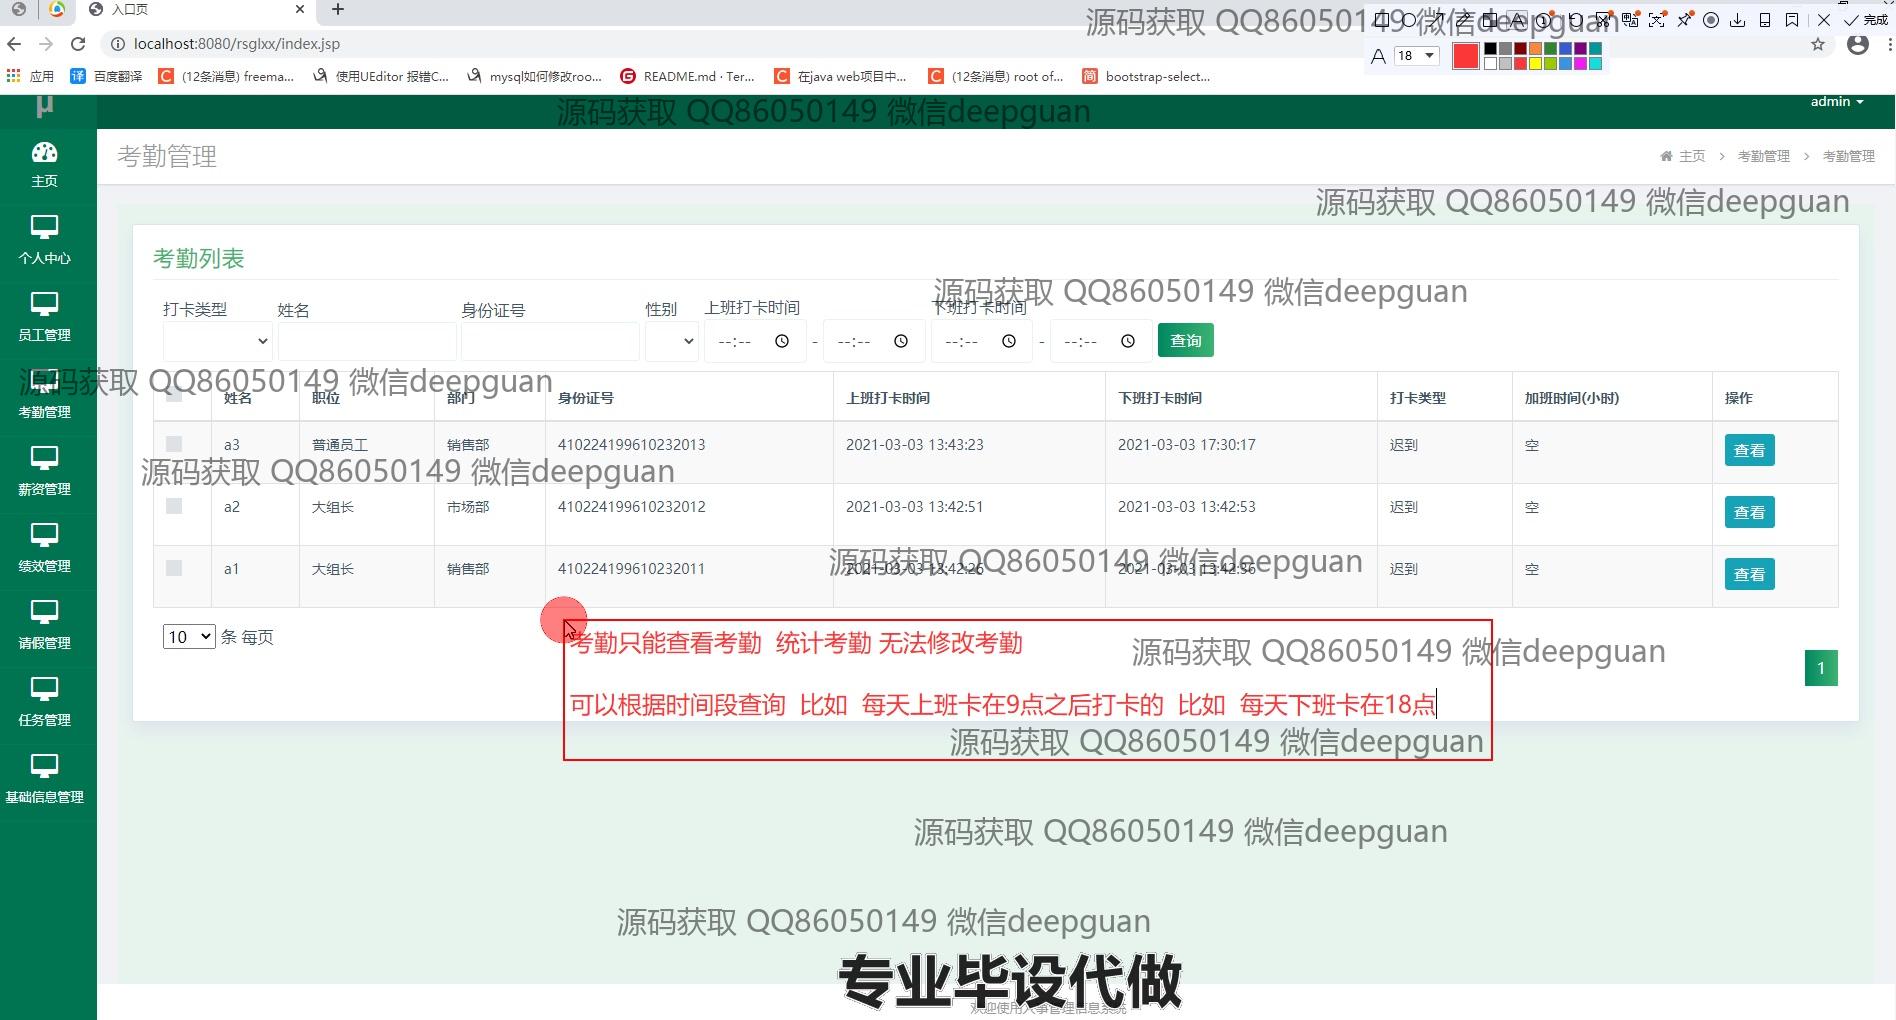 入口页
localhost:8080/rsglxx/index.jsp
完成
A 18
应用 百度翻译 (12条消息) freema... 使用UEditor 报错C... mysql如何修改roo... README.md · Ter... 在java web项目中... (12条消息) root of... bootstrap-select...
源码获取 QQ86050149 微信deepguan
源码获取 QQ86050149 微信deepguan
admin
考勤管理
主页 > 考勤管理 > 考勤管理
源码获取 QQ86050149 微信deepguan
主页
个人中心
员工管理
考勤管理
薪资管理
绩效管理
请假管理
任务管理
基础信息管理
考勤列表
源码获取 QQ86050149 微信deepguan
打卡类型 姓名 身份证号 性别 上班打卡时间 下班打卡时间
--:-- - --:-- --:-- - --:-- 查询
源码获取 QQ86050149 微信deepguan
姓名 职位 部门 身份证号 上班打卡时间 下班打卡时间 打卡类型 加班时间(小时) 操作
a3 普通员工 销售部 410224199610232013 2021-03-03 13:43:23 2021-03-03 17:30:17 迟到 空 查看
源码获取 QQ86050149 微信deepguan
a2 大组长 市场部 410224199610232012 2021-03-03 13:42:51 2021-03-03 13:42:53 迟到 空 查看
源码获取 QQ86050149 微信deepguan
a1 大组长 销售部 410224199610232011 2021-03-03 13:42:26 2021-03-03 13:42:36 迟到 空 查看
10 条 每页
考勤只能查看考勤 统计考勤 无法修改考勤
源码获取 QQ86050149 微信deepguan
1
可以根据时间段查询 比如 每天上班卡在9点之后打卡的 比如 每天下班卡在18点
源码获取 QQ86050149 微信deepguan
源码获取 QQ86050149 微信deepguan
源码获取 QQ86050149 微信deepguan
专业毕设代做
欢迎使用人事管理信息系统